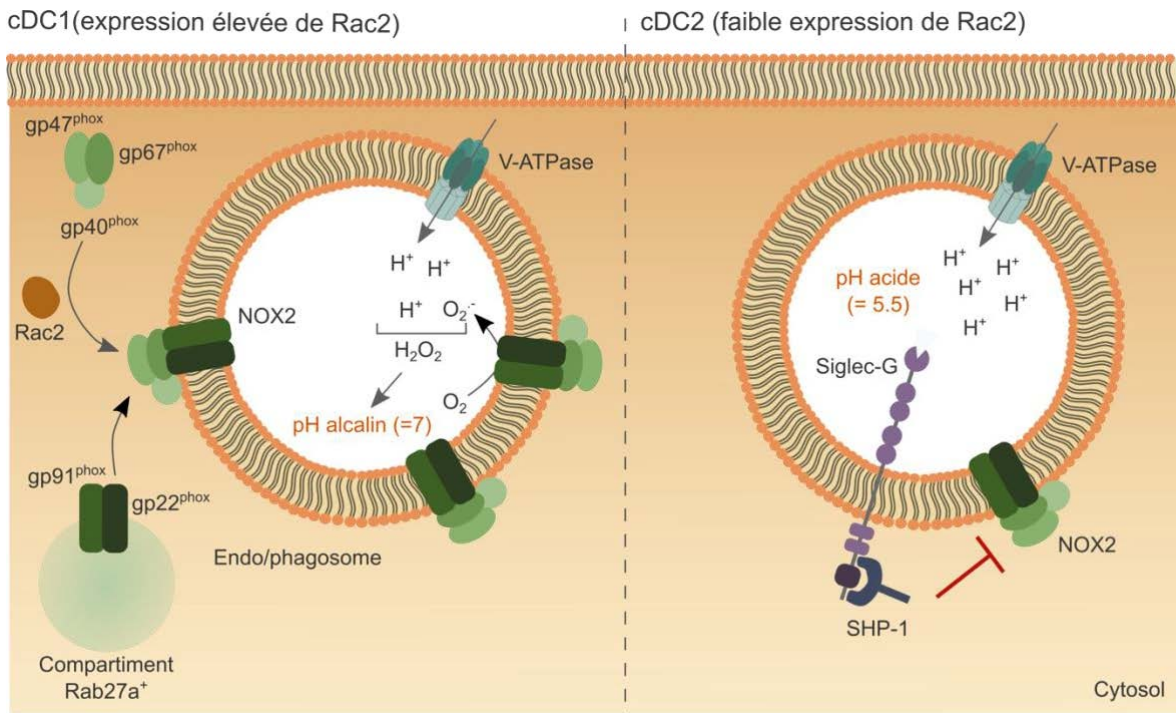 cDC1(expression élevée de Rac2)
cDC2 (faible expression de Rac2)
gp47phox
gp67phox
gp40phox
Rac2
NOX2
V-ATPase
H+
H+
H+
O2·-
H2O2
O2
pH alcalin (=7)
gp91phox
gp22phox
Endo/phagosome
Compartiment
Rab27a+
V-ATPase
pH acide
(= 5.5)
H+
H+
H+
H+
H+
Siglec-G
NOX2
SHP-1
Cytosol